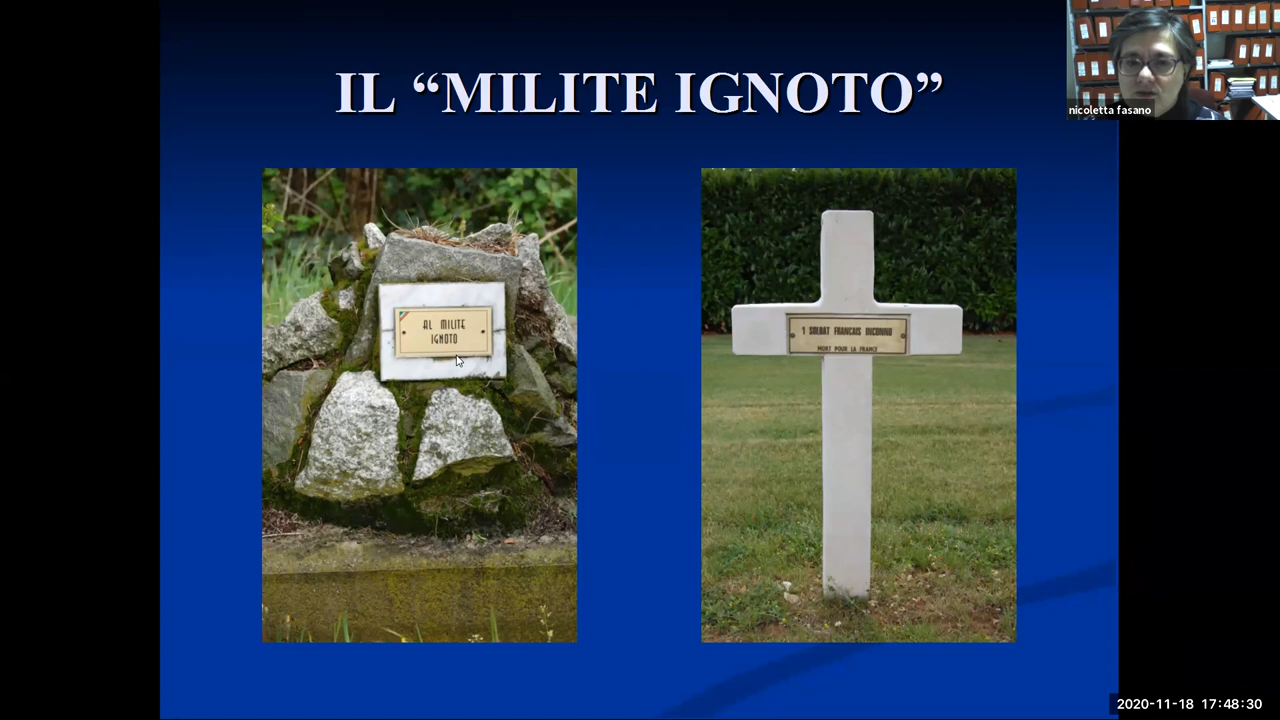 IL “MILITE IGNOTO”
nicoletta fasano
AL MILITE
IGNOTO
1 SOLDAT FRANCAIS INCONNU
MORT POUR LA FRANCE
2020-11-18 17:48:30